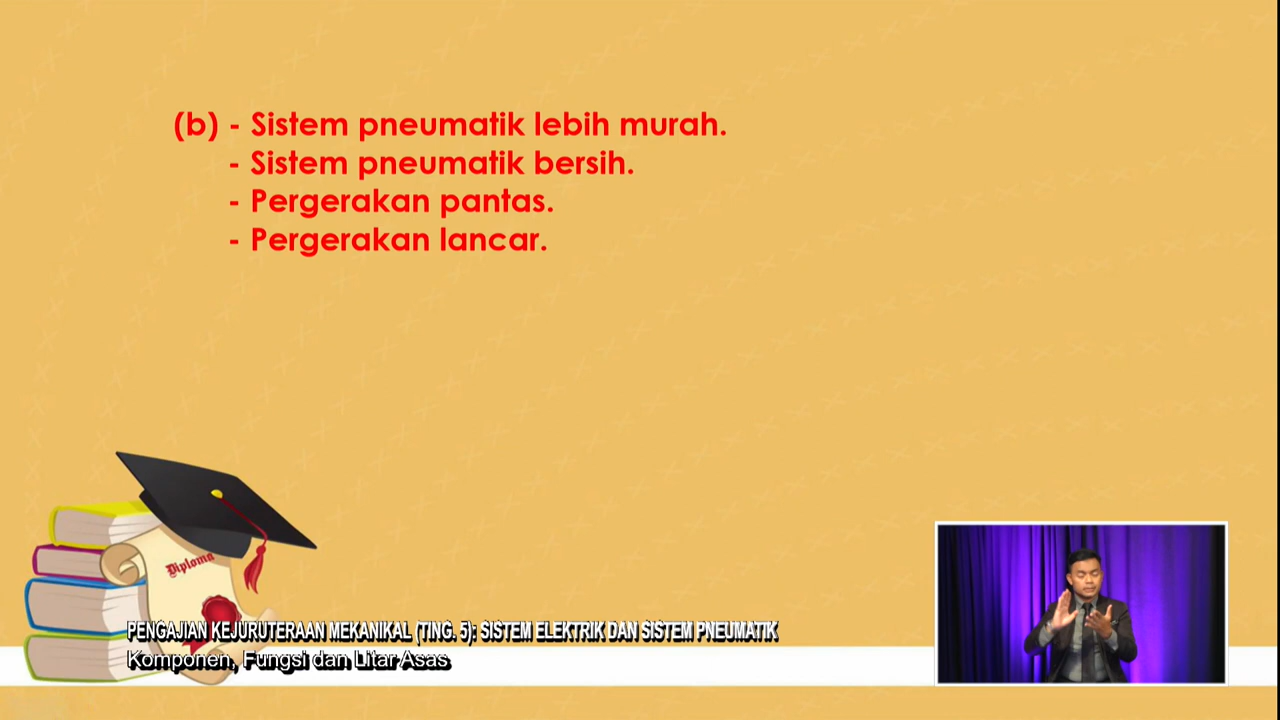 (b) - Sistem pneumatik lebih murah.
- Sistem pneumatik bersih.
- Pergerakan pantas.
- Pergerakan lancar.
Diploma
PENGAJIAN KEJURUTERAAN MEKANIKAL (TING. 5); SISTEM ELEKTRIK DAN SISTEM PNEUMATIK
Komponen, Fungsi dan Litar Asas